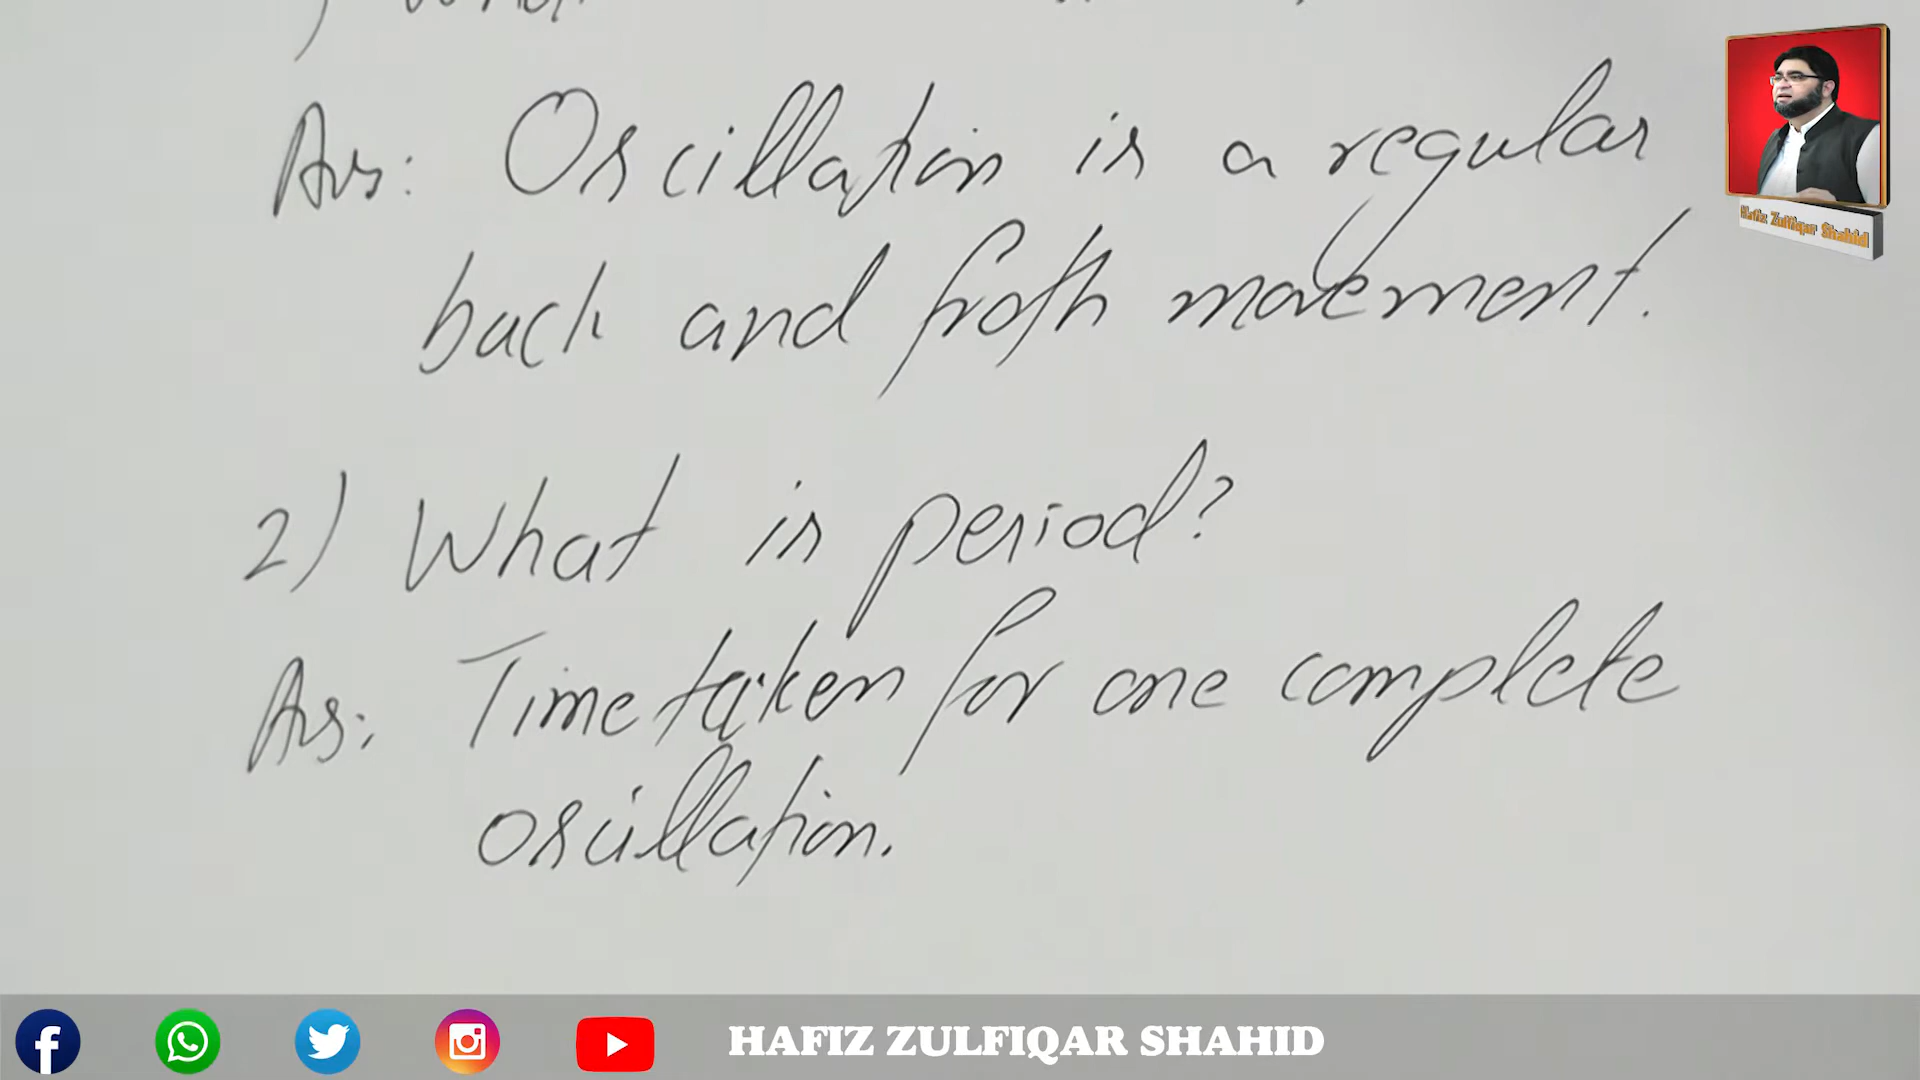 Ans: Oscillation is a regular
back and froth movement.
2) What is period?
Ans: Time taken for one complete
oscillation.
Hafiz Zulfiqar Shahid
HAFIZ ZULFIQAR SHAHID